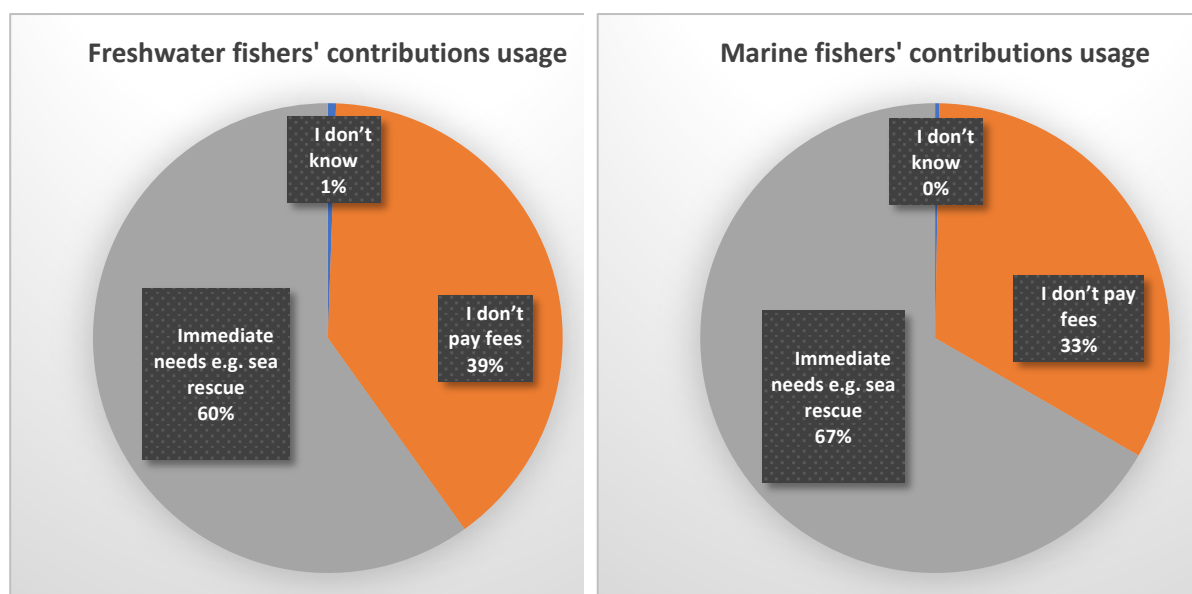 Freshwater fishers' contributions usage
I don’t
know
1%
I don’t
pay fees
39%
Immediate
needs e.g. sea
rescue
60%
Marine fishers' contributions usage
I don’t
know
0%
I don’t pay
fees
33%
Immediate
needs e.g. sea
rescue
67%